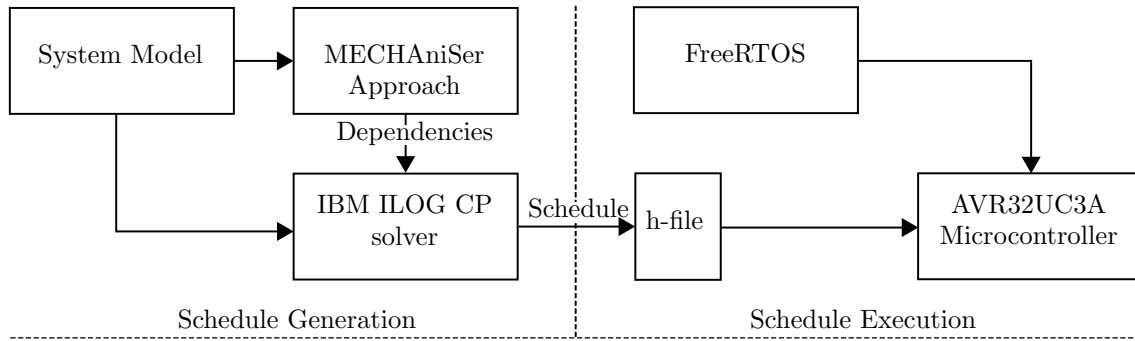 System Model
MECHAniSer
Approach
FreeRTOS
Dependencies
IBM ILOG CP
solver
Schedule
h-file
AVR32UC3A
Microcontroller
Schedule Generation
Schedule Execution